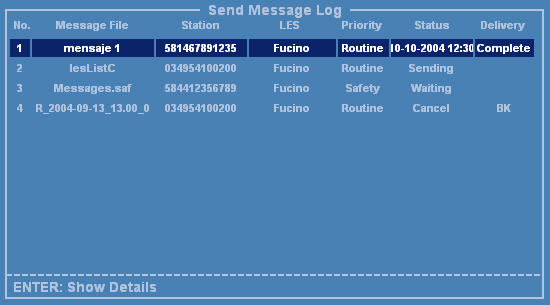 Send Message Log
No. Message File Station LES Priority Status Delivery
1 mensaje 1 581467891235 Fucino Routine 10-10-2004 12:30 Complete
2 lesListC 034954100200 Fucino Routine Sending
3 Messages.saf 584412356789 Fucino Safety Waiting
4 R_2004-09-13_13.00_0 034954100200 Fucino Routine Cancel BK
ENTER: Show Details